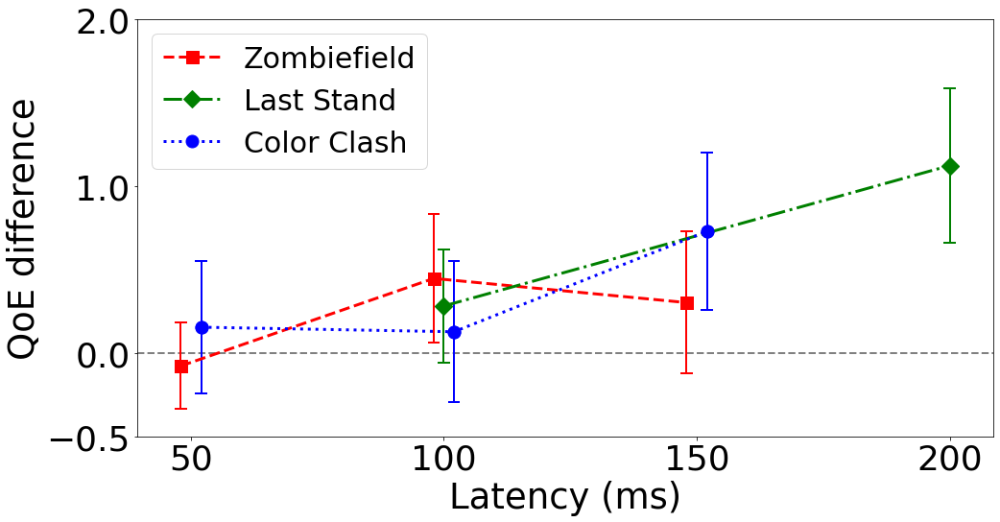 QoE difference
2.0
1.0
0.0
−0.5
Zombiefield
Last Stand
Color Clash
50 100 150 200
Latency (ms)